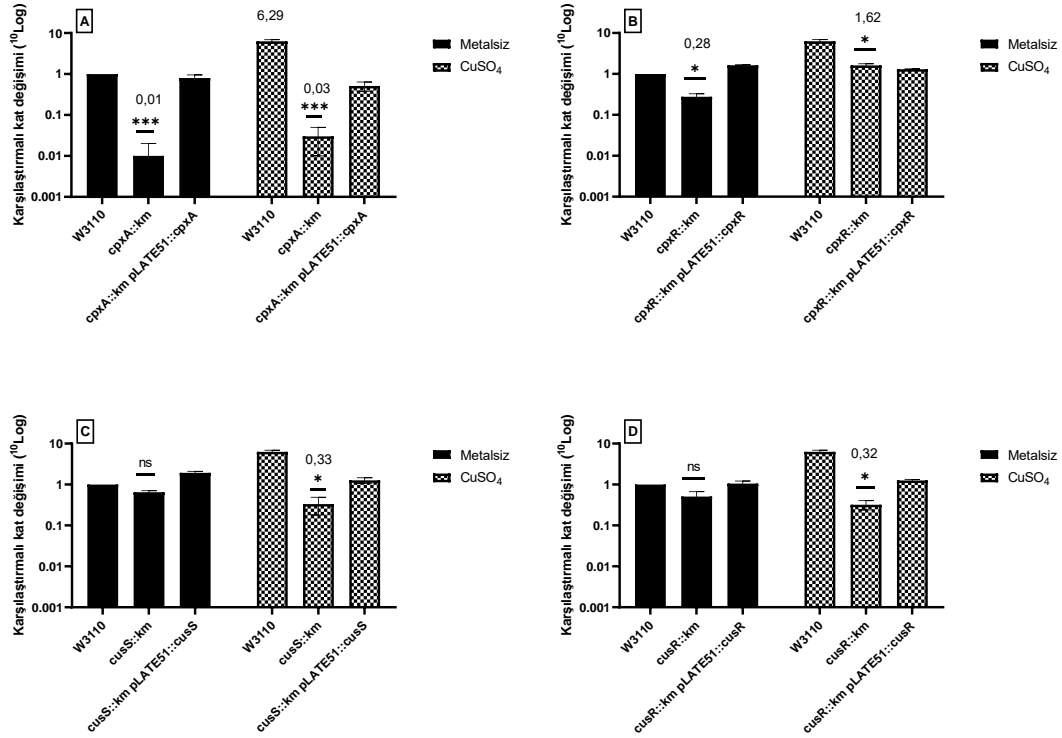 A
Karşılaştırmalı kat değişimi (¹⁰Log)
10
1
0.1
0.01
0.001
6,29
0,01
***
0,03
***
W3110
cpxA::km
cpxA::km pLATE51::cpxA
W3110
cpxA::km
cpxA::km pLATE51::cpxA
Metalsiz
CuSO₄
B
Karşılaştırmalı kat değişimi (¹⁰Log)
10
1
0.1
0.01
0.001
0,28
*
1,62
*
W3110
cpxR::km
cpxR::km pLATE51::cpxR
W3110
cpxR::km
cpxR::km pLATE51::cpxR
Metalsiz
CuSO₄
C
Karşılaştırmalı kat değişimi (¹⁰Log)
10
1
0.1
0.01
0.001
ns
0,33
*
W3110
cusS::km
cusS::km pLATE51::cusS
W3110
cusS::km
cusS::km pLATE51::cusS
Metalsiz
CuSO₄
D
Karşılaştırmalı kat değişimi (¹⁰Log)
10
1
0.1
0.01
0.001
ns
0,32
*
W3110
cusR::km
cusR::km pLATE51::cusR
W3110
cusR::km
cusR::km pLATE51::cusR
Metalsiz
CuSO₄